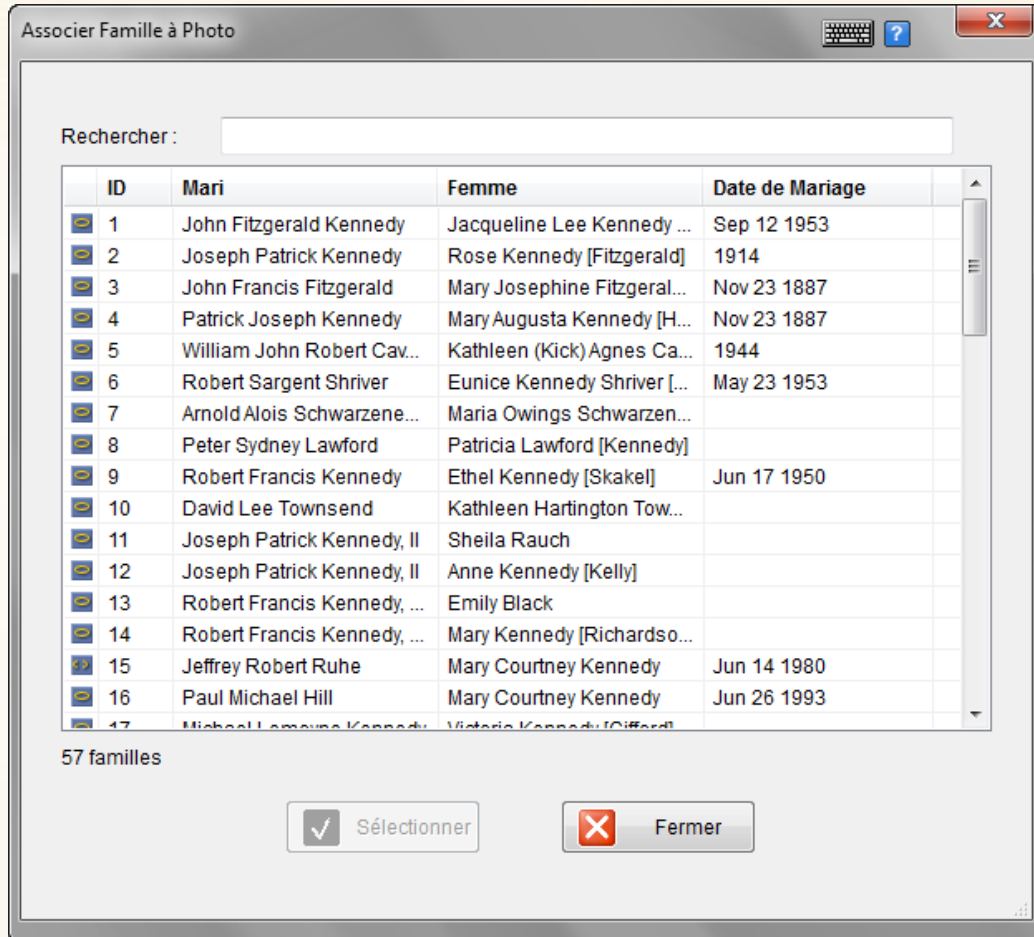 Associer Famille à Photo
?
Rechercher :
ID Mari Femme Date de Mariage
1 John Fitzgerald Kennedy Jacqueline Lee Kennedy ... Sep 12 1953
2 Joseph Patrick Kennedy Rose Kennedy [Fitzgerald] 1914
3 John Francis Fitzgerald Mary Josephine Fitzgeral... Nov 23 1887
4 Patrick Joseph Kennedy Mary Augusta Kennedy [H... Nov 23 1887
5 William John Robert Cav... Kathleen (Kick) Agnes Ca... 1944
6 Robert Sargent Shriver Eunice Kennedy Shriver [... May 23 1953
7 Arnold Alois Schwarzene... Maria Owings Schwarzen...
8 Peter Sydney Lawford Patricia Lawford [Kennedy]
9 Robert Francis Kennedy Ethel Kennedy [Skakel] Jun 17 1950
10 David Lee Townsend Kathleen Hartington Tow...
11 Joseph Patrick Kennedy, II Sheila Rauch
12 Joseph Patrick Kennedy, II Anne Kennedy [Kelly]
13 Robert Francis Kennedy, ... Emily Black
14 Robert Francis Kennedy, ... Mary Kennedy [Richardso...
15 Jeffrey Robert Ruhe Mary Courtney Kennedy Jun 14 1980
16 Paul Michael Hill Mary Courtney Kennedy Jun 26 1993
17 Michael Lemoyne Kennedy Victoria Kennedy [Gifford]
57 familles
Sélectionner Fermer